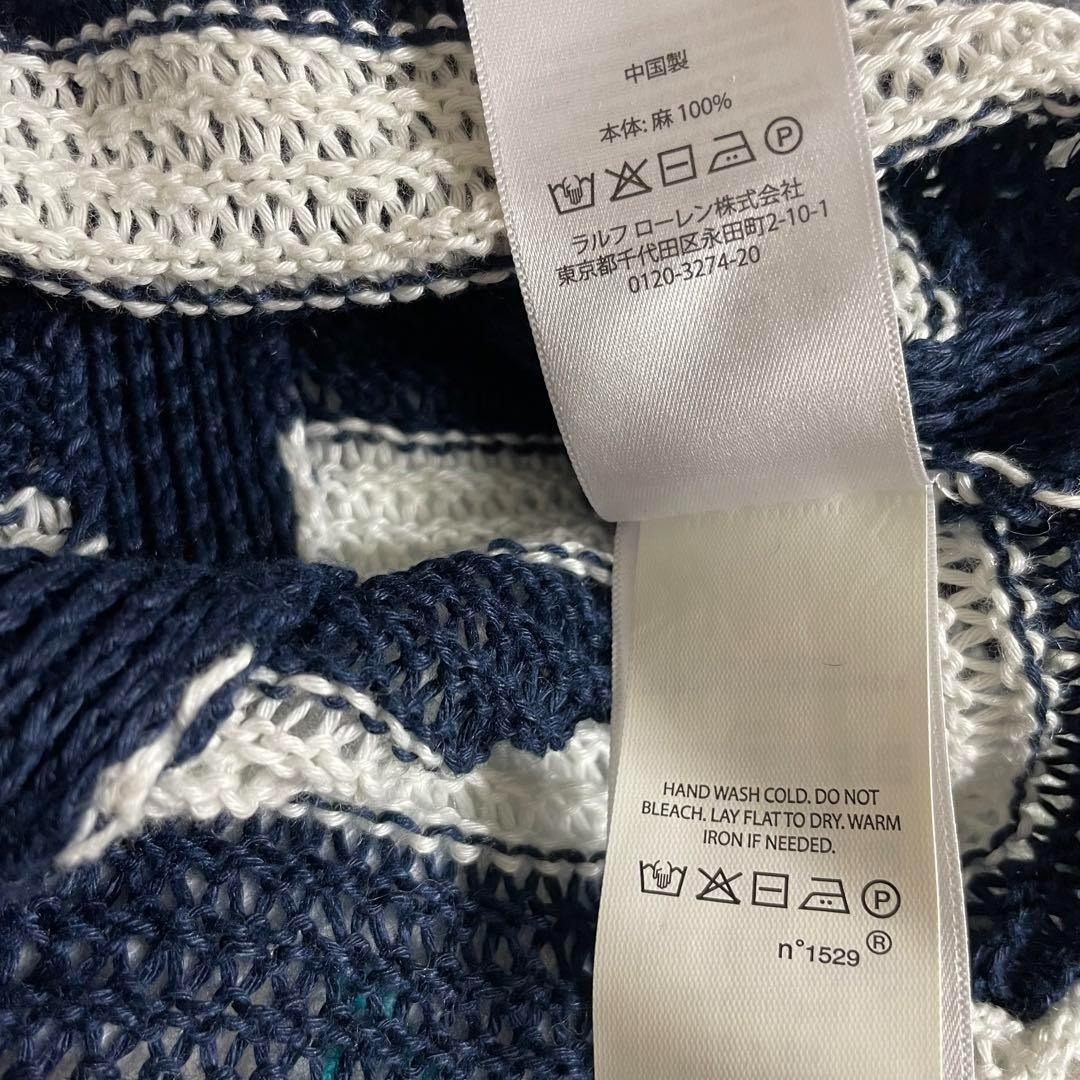 中国製
本体: 麻 100%
P
ラルフ ローレン株式会社
東京都千代田区永田町2-10-1
0120-3274-20
HAND WASH COLD. DO NOT
BLEACH. LAY FLAT TO DRY. WARM
IRON IF NEEDED.
P
n°1529 ®